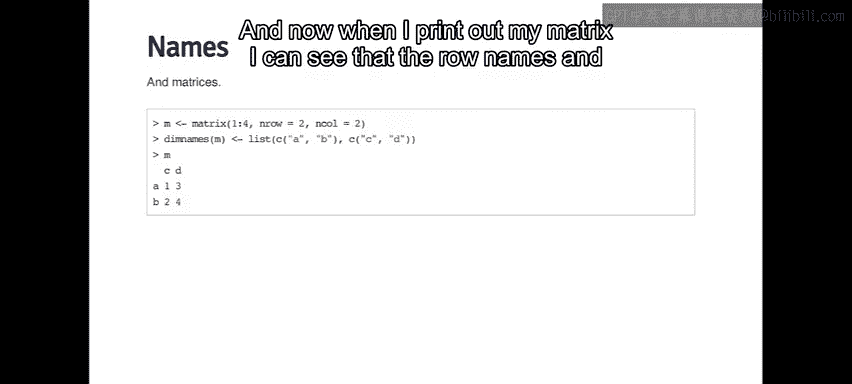 And now when I print out my matrix
I can see that the row names and
Names
And matrices.
> m <- matrix(1:4, nrow = 2, ncol = 2)
> dimnames(m) <- list(c("a", "b"), c("c", "d"))
> m
  c d
a 1 3
b 2 4